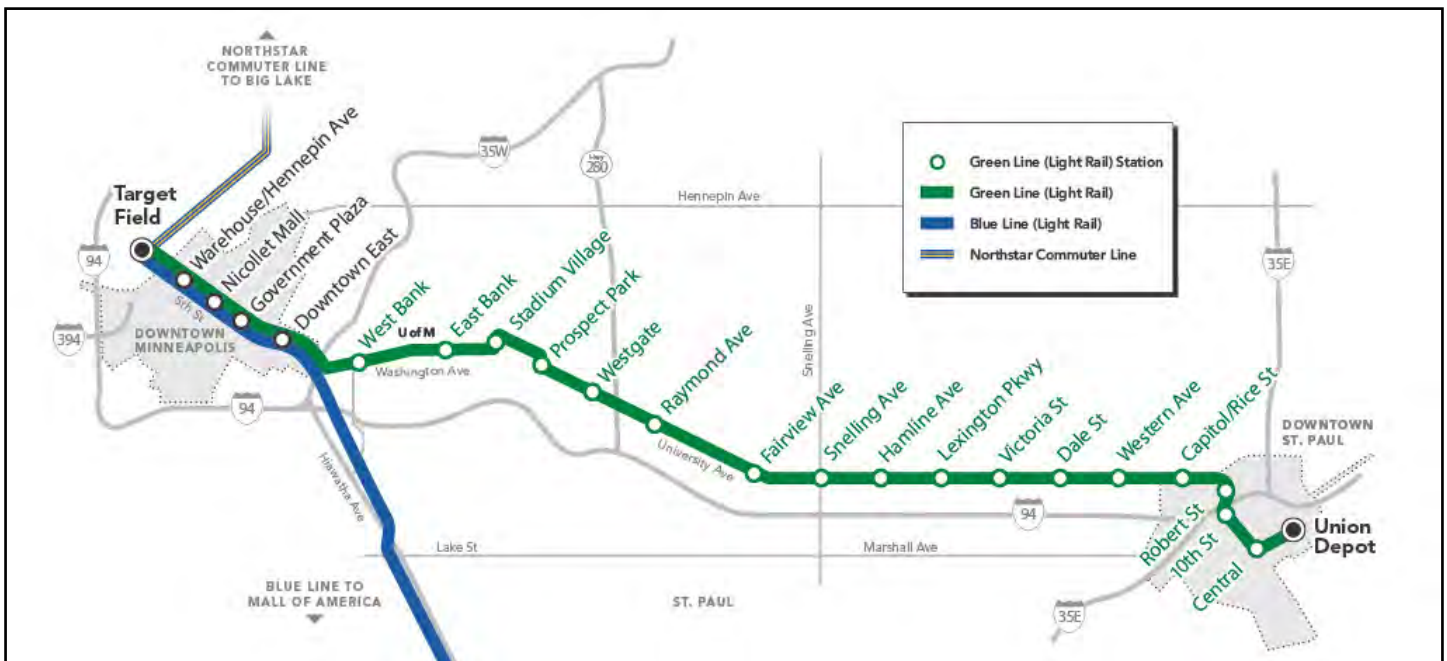 NORTHSTAR
COMMUTER LINE
TO BIG LAKE
Target
Field
Warehouse/Hennepin Ave
Nicollet Mall
Government Plaza
Downtown East
5th St
DOWNTOWN
MINNEAPOLIS
94
394
94
35W
Hwy
280
Hennepin Ave
Green Line (Light Rail) Station
Green Line (Light Rail)
Blue Line (Light Rail)
Northstar Commuter Line
35E
West Bank
U of M
East Bank
Stadium Village
Prospect Park
Westgate
Raymond Ave
Washington Ave
University Ave
Snelling Ave
Fairview Ave
Snelling Ave
Hamline Ave
Lexington Pkwy
Victoria St
Dale St
Western Ave
Capitol/Rice St
DOWNTOWN
ST. PAUL
Robert St
10th St
Central
Union
Depot
94
Hiawatha Ave
Lake St
Marshall Ave
BLUE LINE TO
MALL OF AMERICA
ST. PAUL
35E